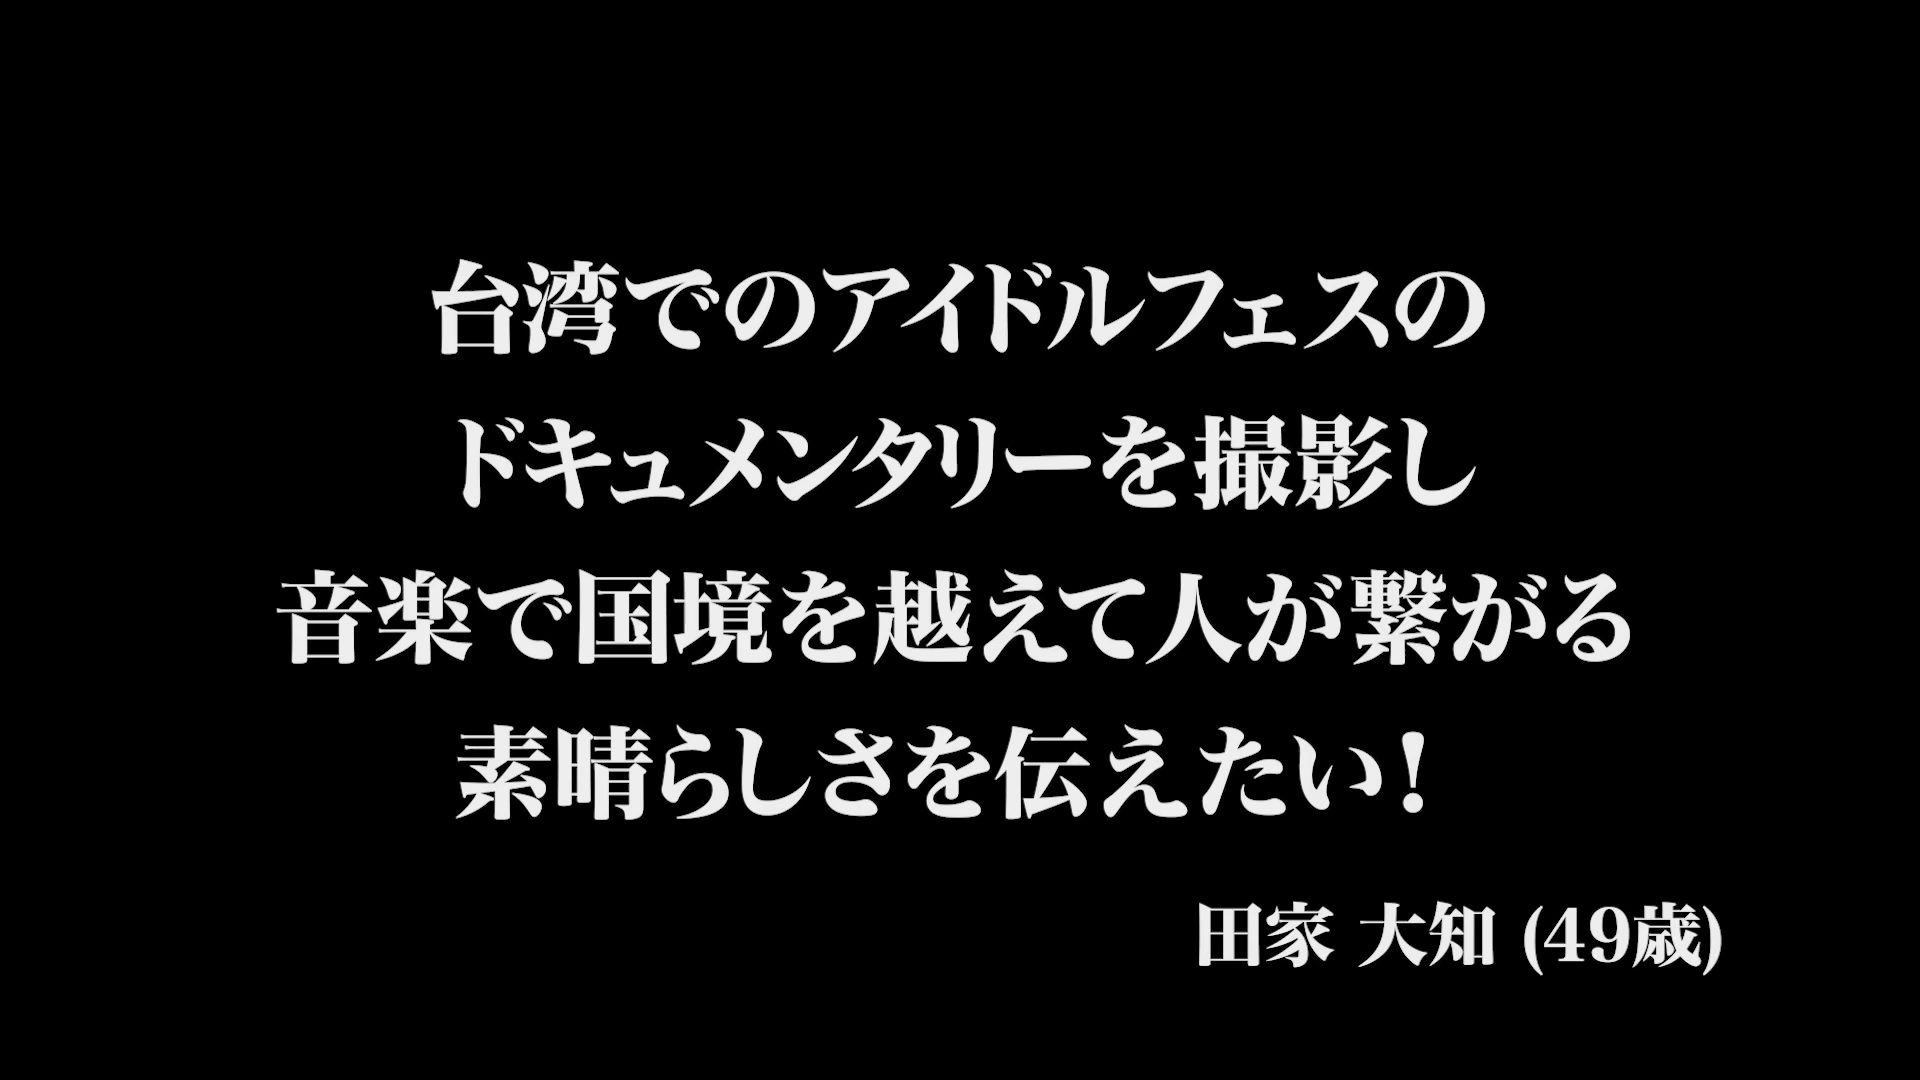 台湾でのアイドルフェスの
ドキュメンタリーを撮影し
音楽で国境を越えて人が繋がる
素晴らしさを伝えたい！
田家 大知 (49歳)